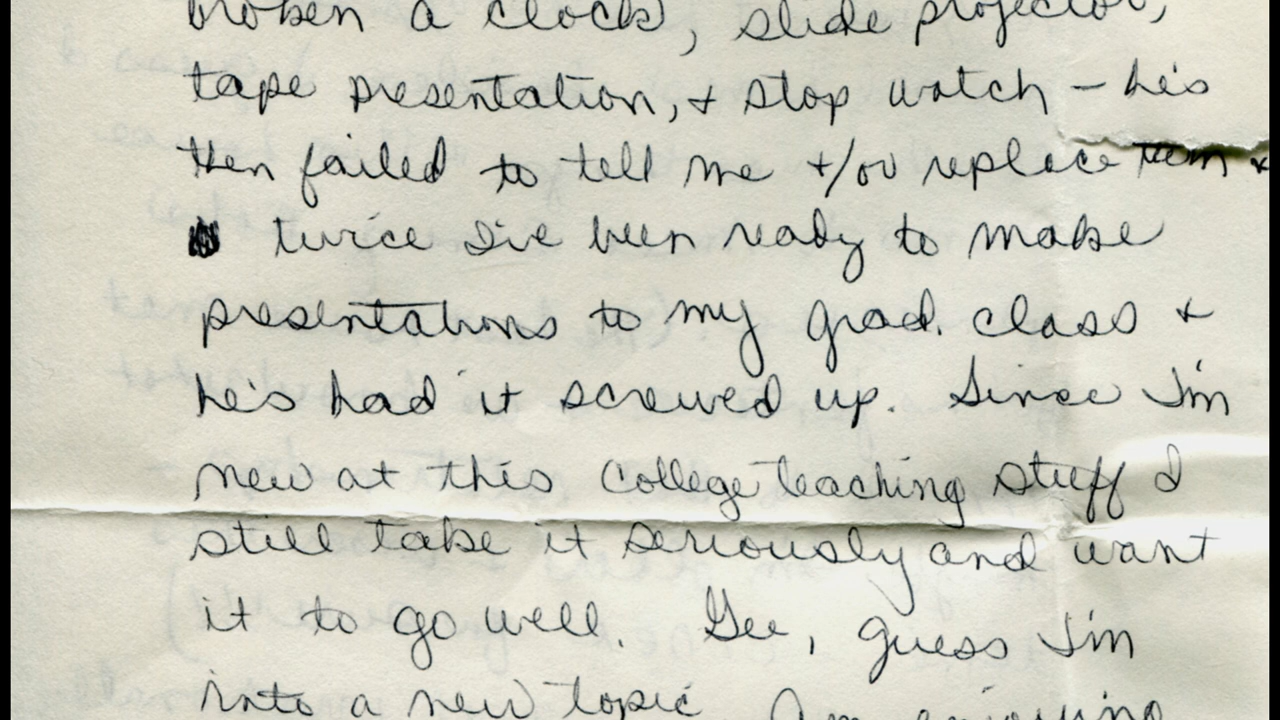 broken a clock, slide projector,
tape presentation, & stop watch – he's
then failed to tell me &/or replace them &
twice I've been ready to make
presentations to my grad. class &
he's had it screwed up. Since I'm
new at this college teaching stuff I
still take it seriously and want
it to go well. Gee, guess I'm
into a new topic Am enjoying